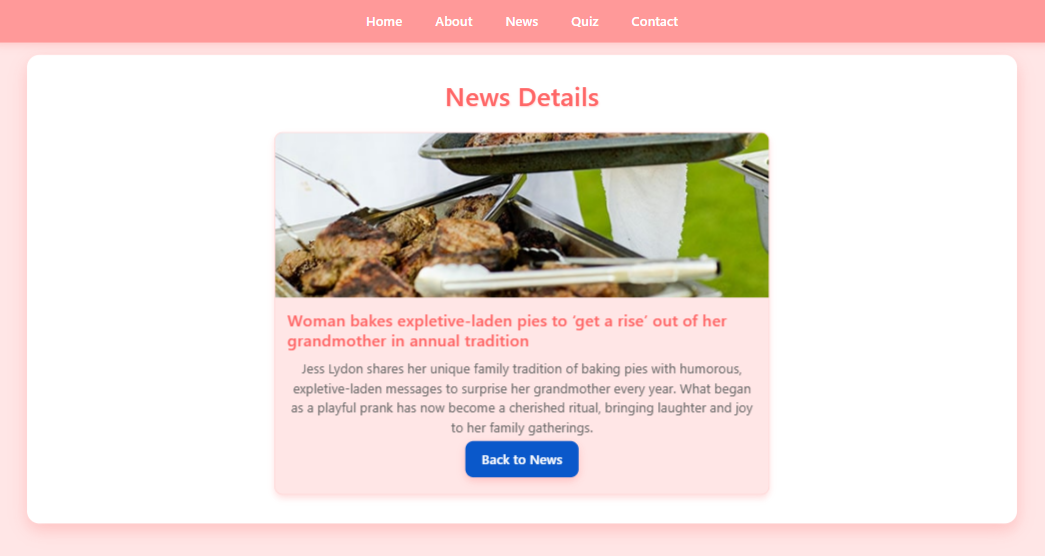 Home About News Quiz Contact
News Details
Woman bakes expletive-laden pies to ‘get a rise’ out of her
grandmother in annual tradition
Jess Lydon shares her unique family tradition of baking pies with humorous,
expletive-laden messages to surprise her grandmother every year. What began
as a playful prank has now become a cherished ritual, bringing laughter and joy
to her family gatherings.
Back to News